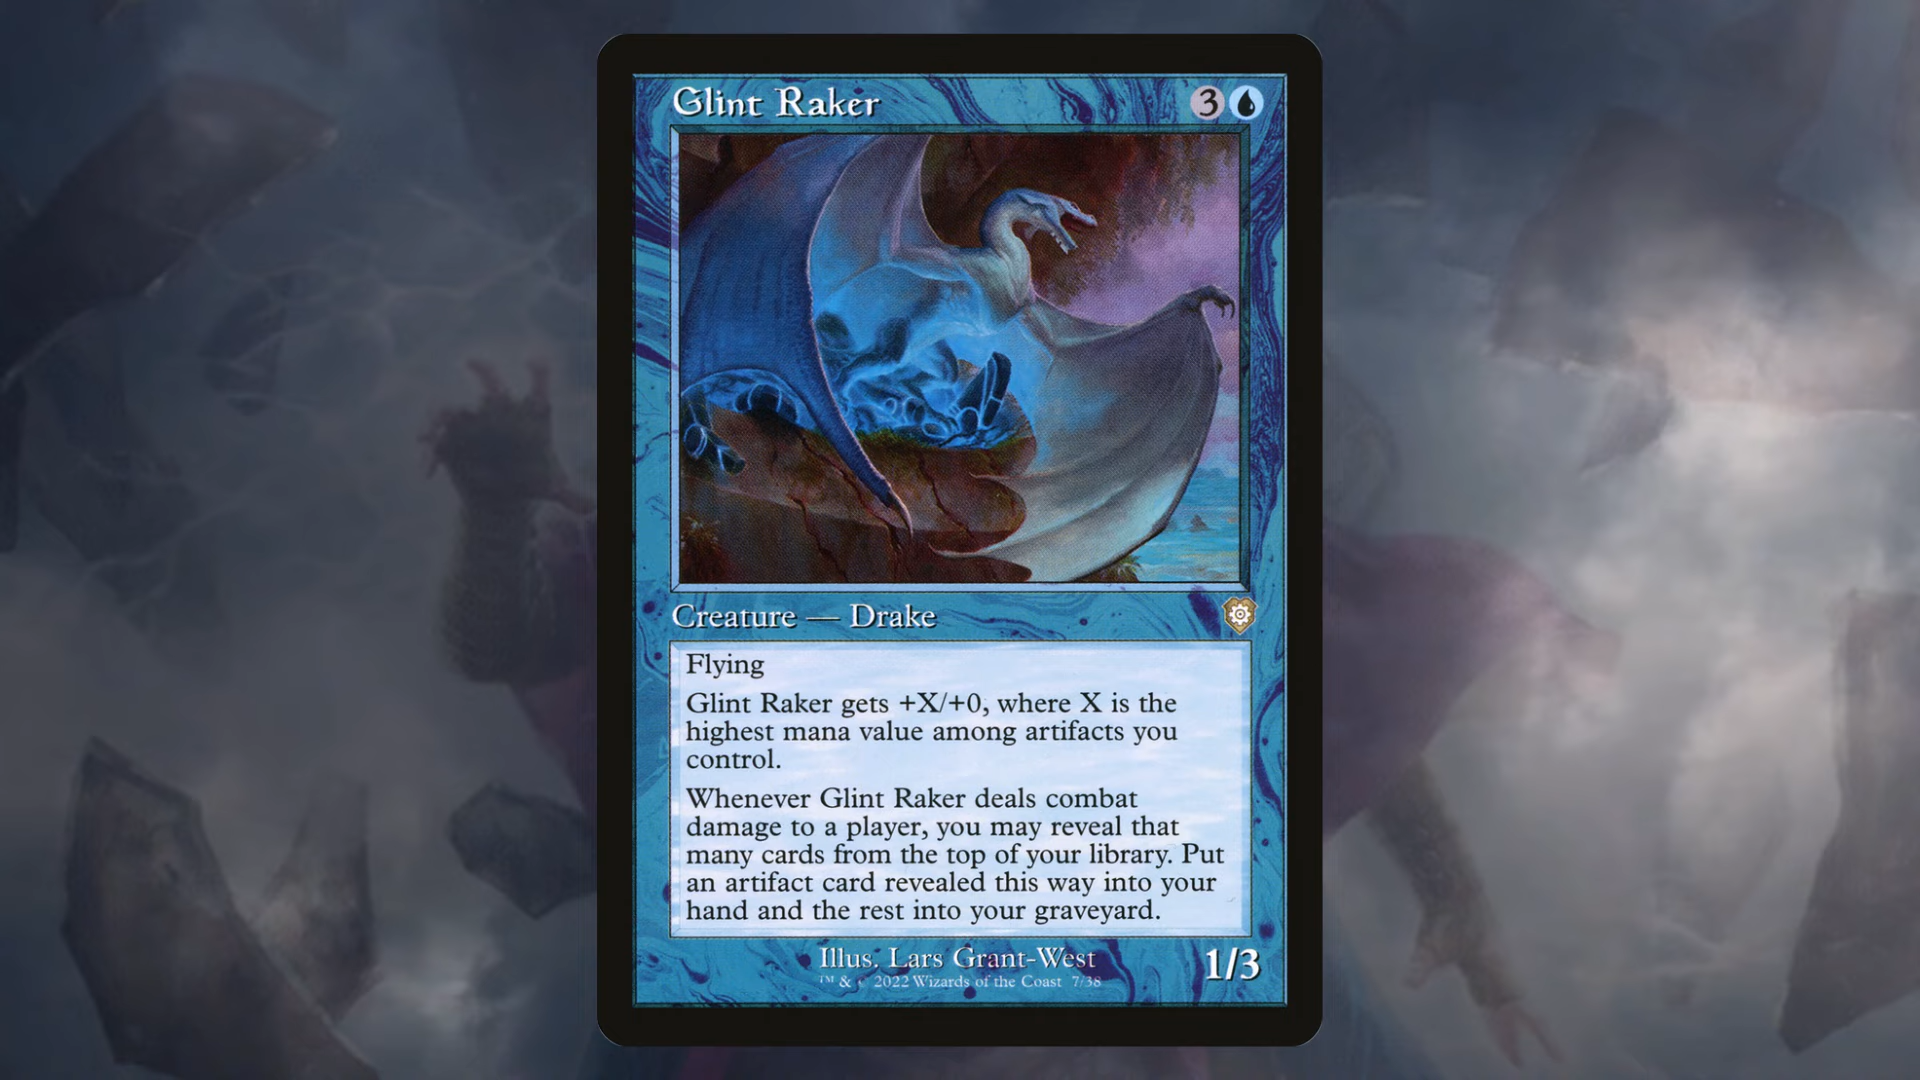 Glint Raker 3
Creature — Drake
Flying
Glint Raker gets +X/+0, where X is the
highest mana value among artifacts you
control.
Whenever Glint Raker deals combat
damage to a player, you may reveal that
many cards from the top of your library. Put
an artifact card revealed this way into your
hand and the rest into your graveyard.
Illus. Lars Grant-West
1/3
™ & © 2022 Wizards of the Coast 7/38